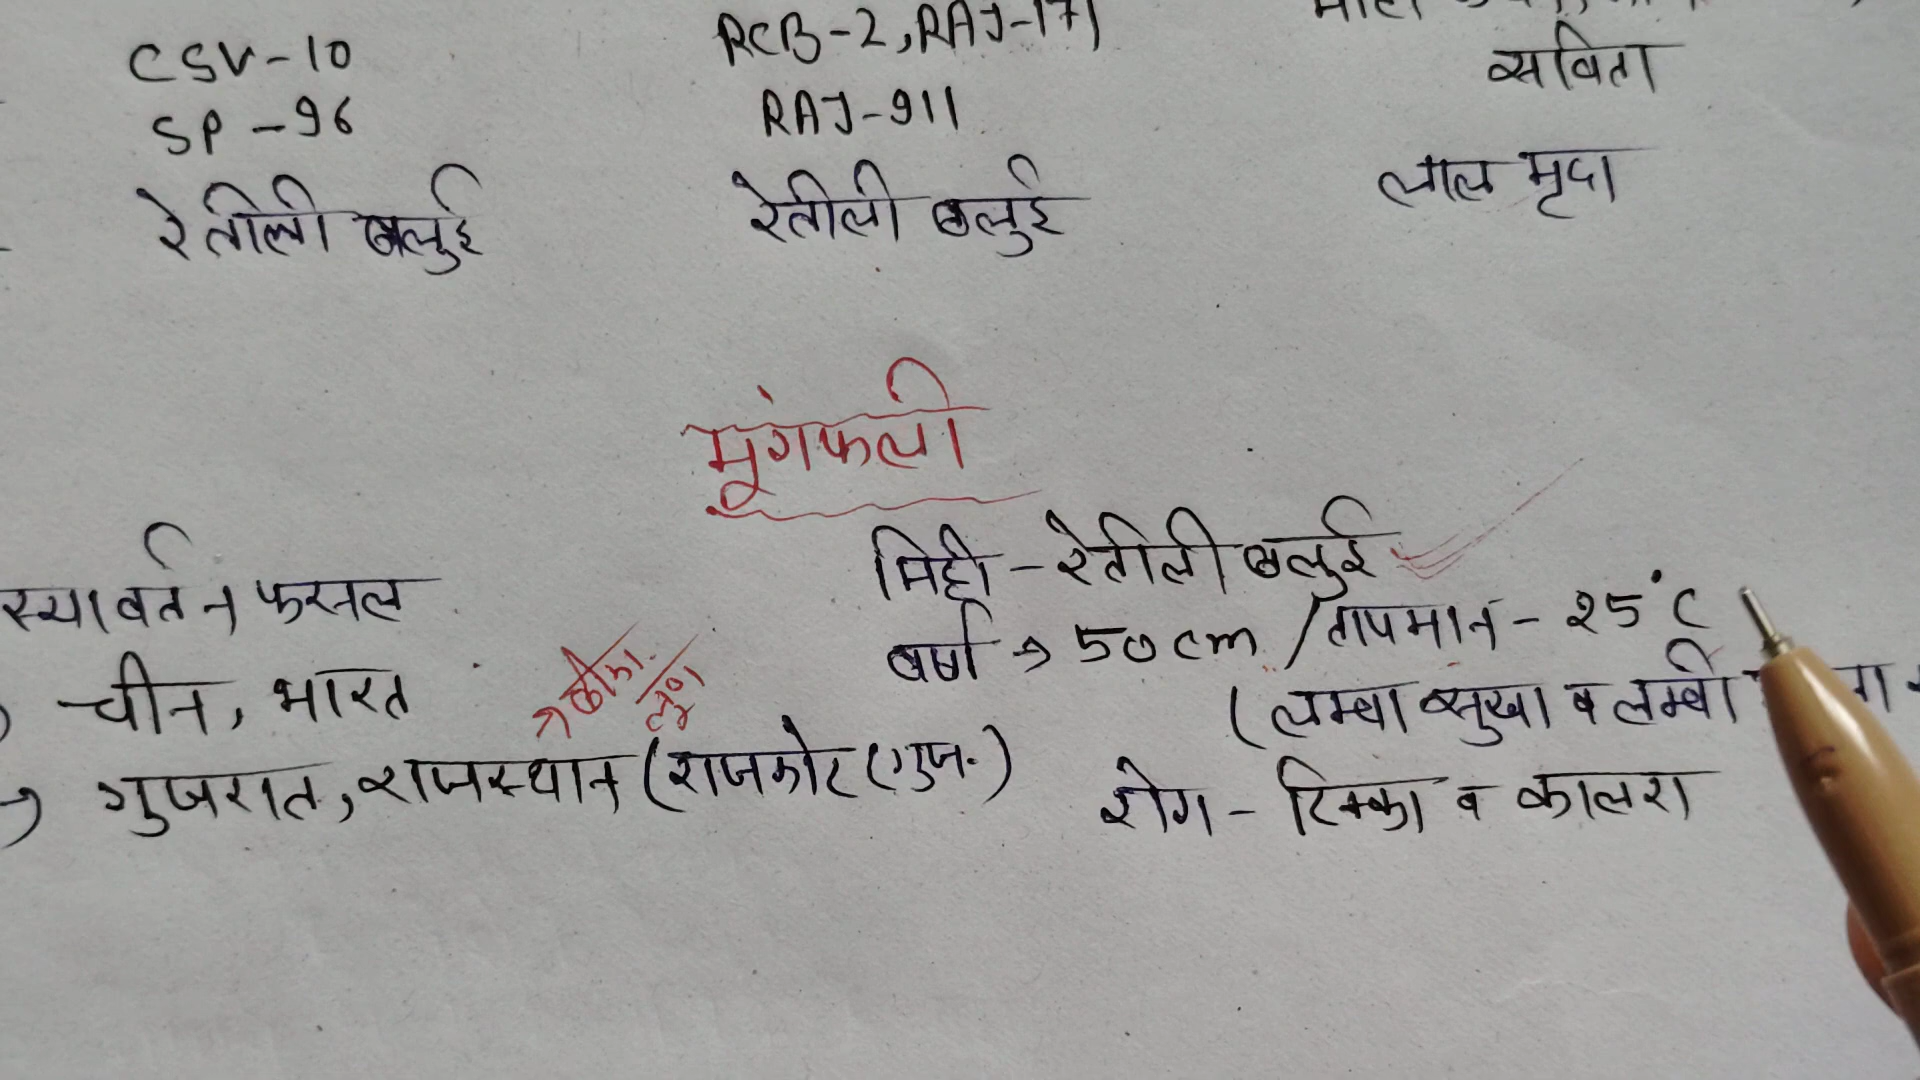 CSV-10
SP-96
रेतीली बलुई
RCB-2, RAJ-171
RAJ-911
रेतीली बलुई
सविता
लाल मृदा
मूंगफली
स्यावर्तन फसल
चीन, भारत
बीका.
लूण
गुजरात, राजस्थान (राजकोट (गुज.)
मिट्टी - रेतीली बलुई
वर्षा → 50 cm / तापमान - 25°C
(लम्बा सुखा व लम्बी
रोग - टिक्का व कालरा